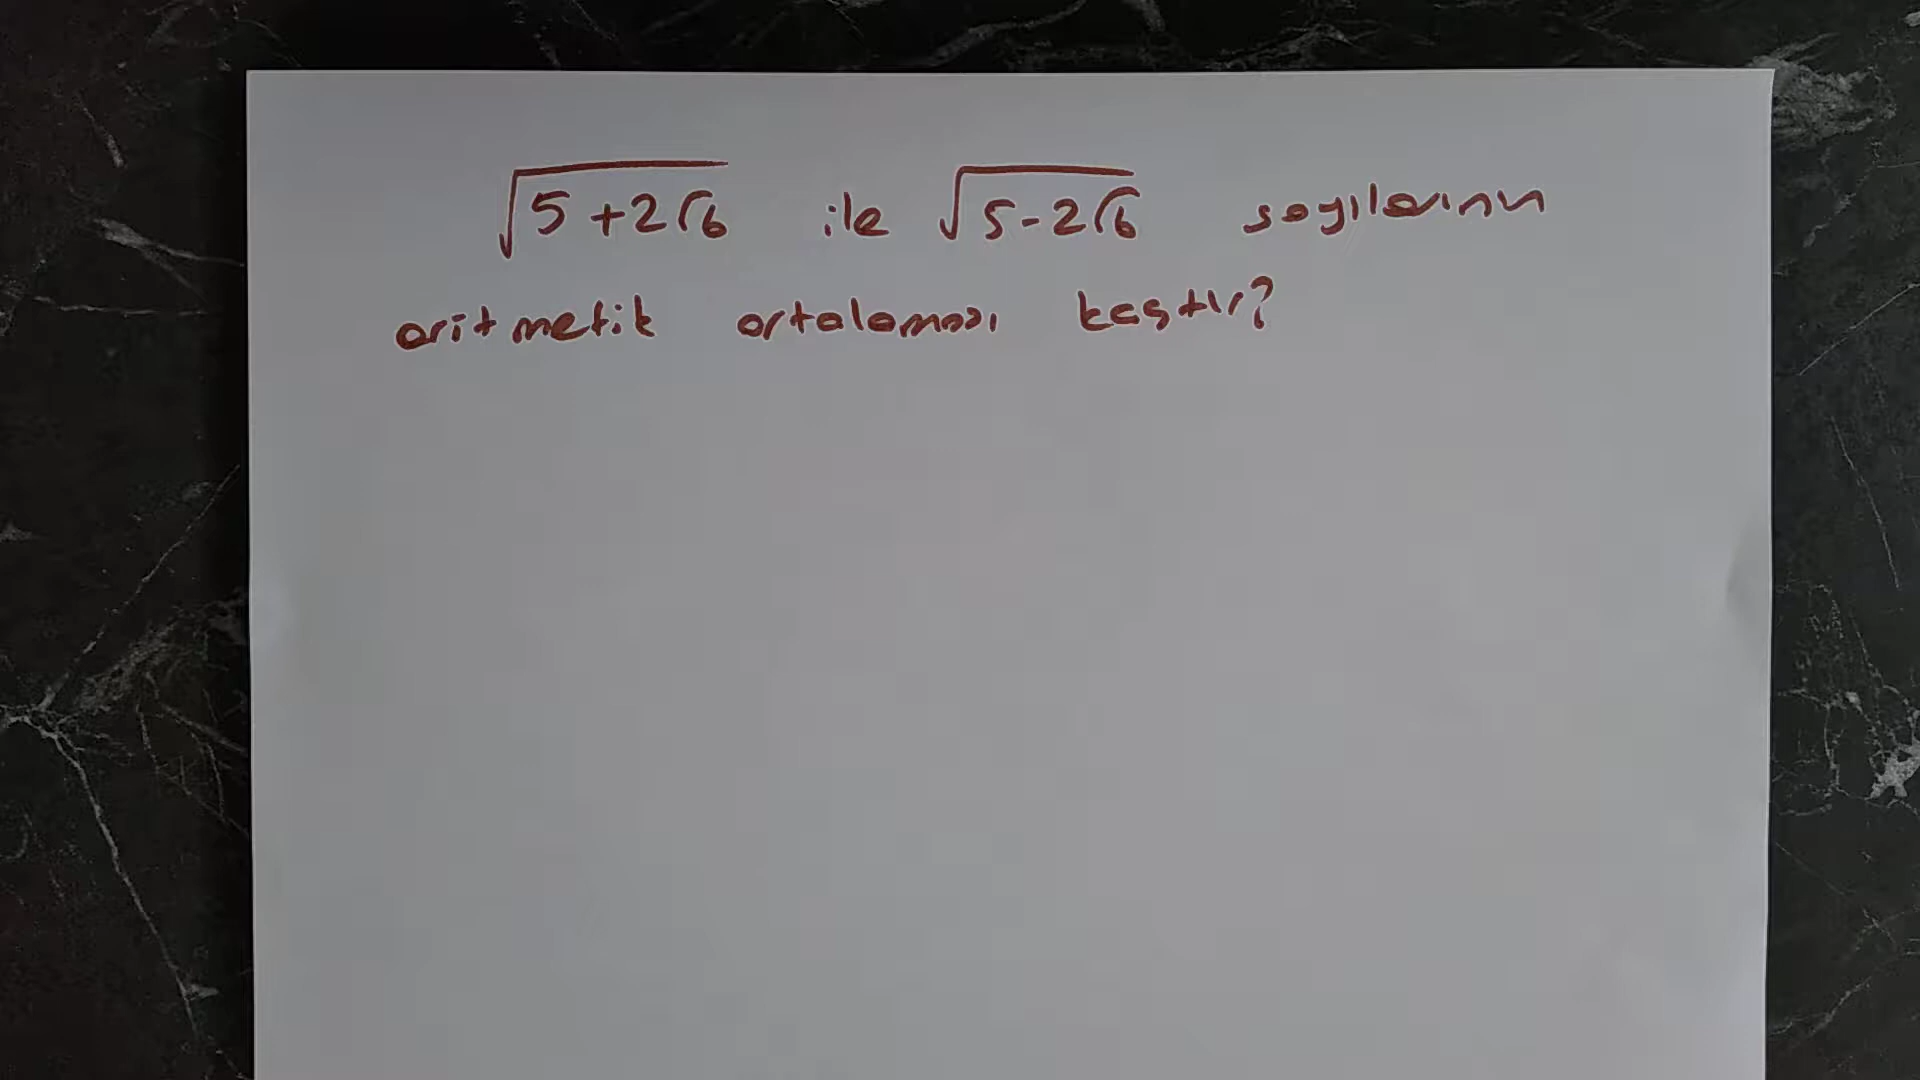 √(5+2√6) ile √(5-2√6) sayılarının
aritmetik ortalaması kaçtır?